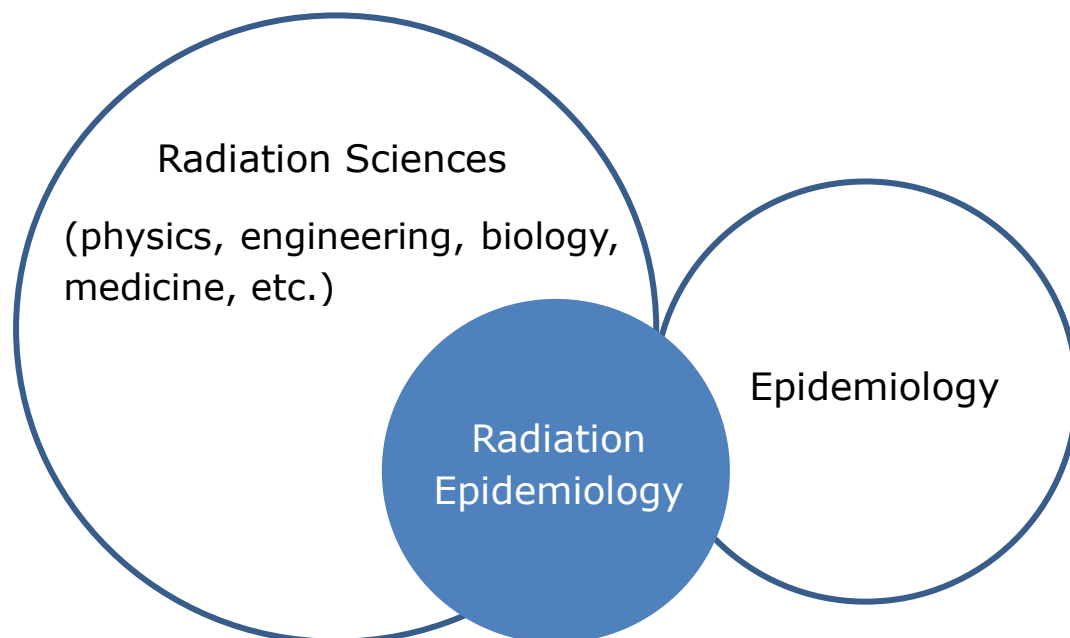 Radiation Sciences
(physics, engineering, biology,
medicine, etc.)
Epidemiology
Radiation
Epidemiology